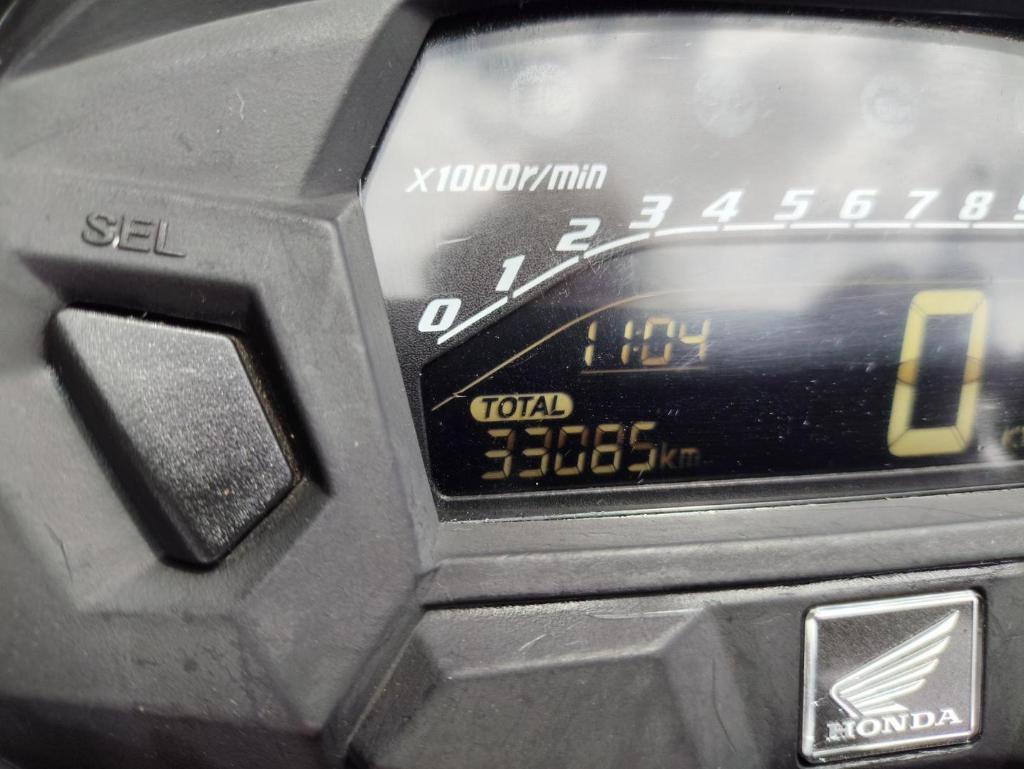 SEL
X1000r/min
0 1 2 3 4 5 6 7 8
11:04
0
TOTAL
33085km
HONDA